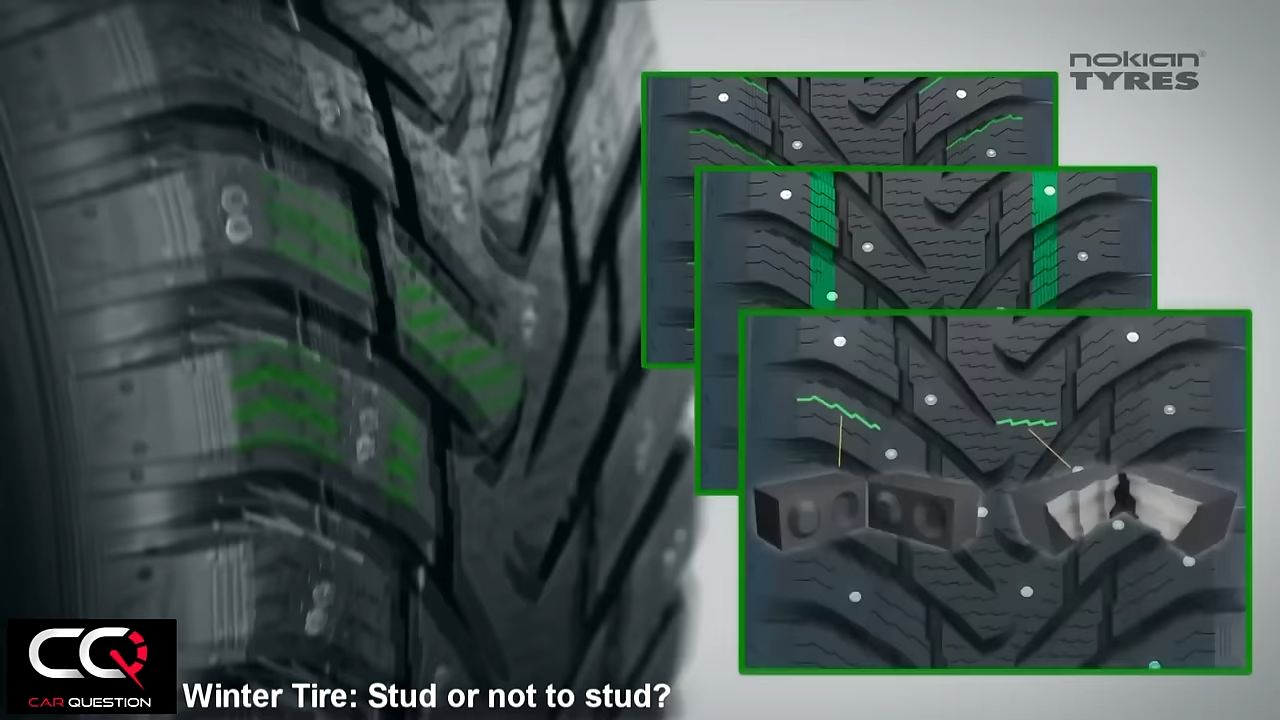 nokian®
TYRES
CQ
CAR QUESTION
Winter Tire: Stud or not to stud?